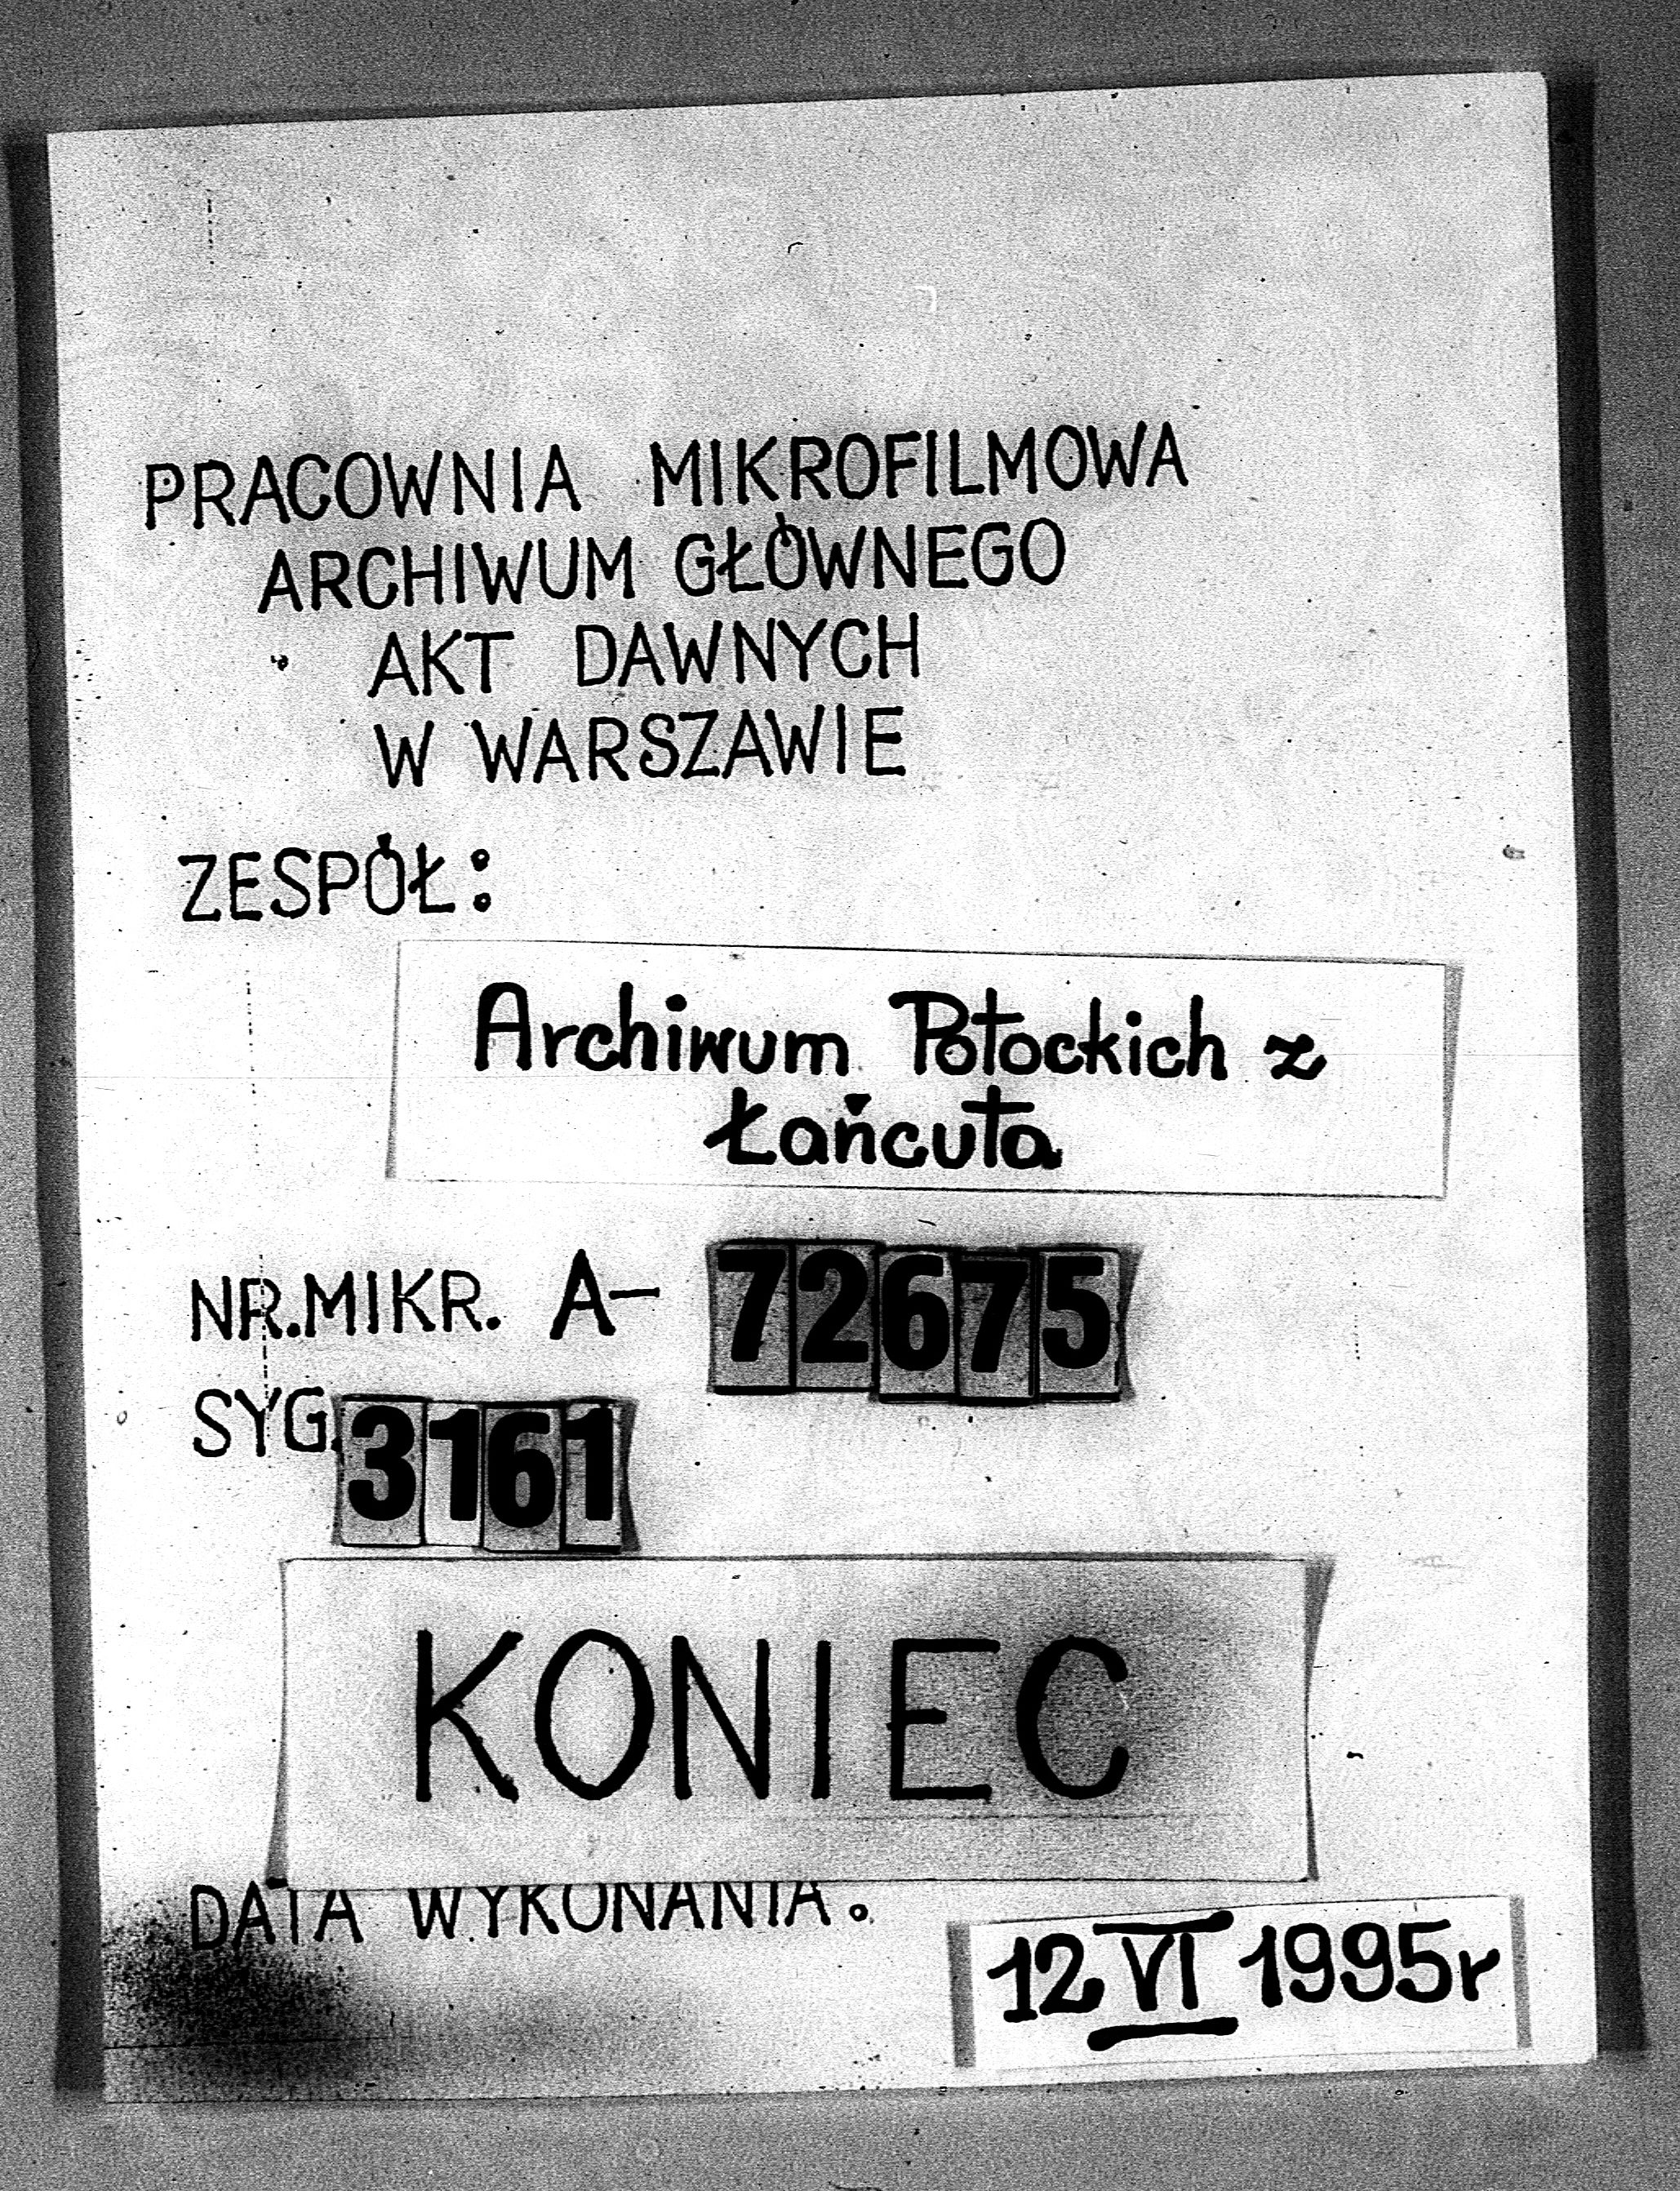 PRACOWNIA MIKROFILMOWA
ARCHIWUM GŁÓWNEGO
AKT DAWNYCH
W WARSZAWIE
ZESPÓŁ:
Archiwum Potockich z
Łańcuta
NR.MIKR. A- 72675
SYG. 3161
KONIEC
DATA WYKONANIA.
12 VI 1995r